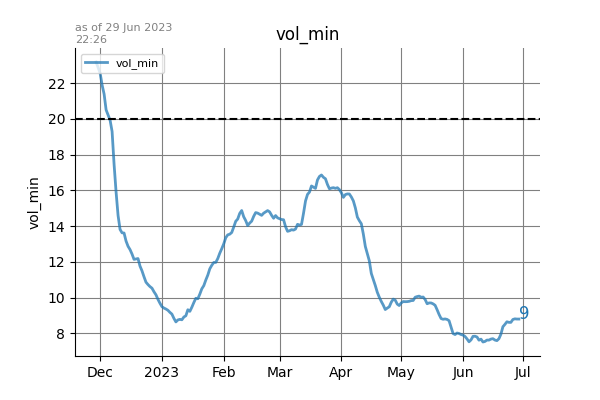 as of 29 Jun 2023
22:26
vol_min
vol_min
22
20
18
16
14
12
10
8
vol_min
9
Dec
2023
Feb
Mar
Apr
May
Jun
Jul